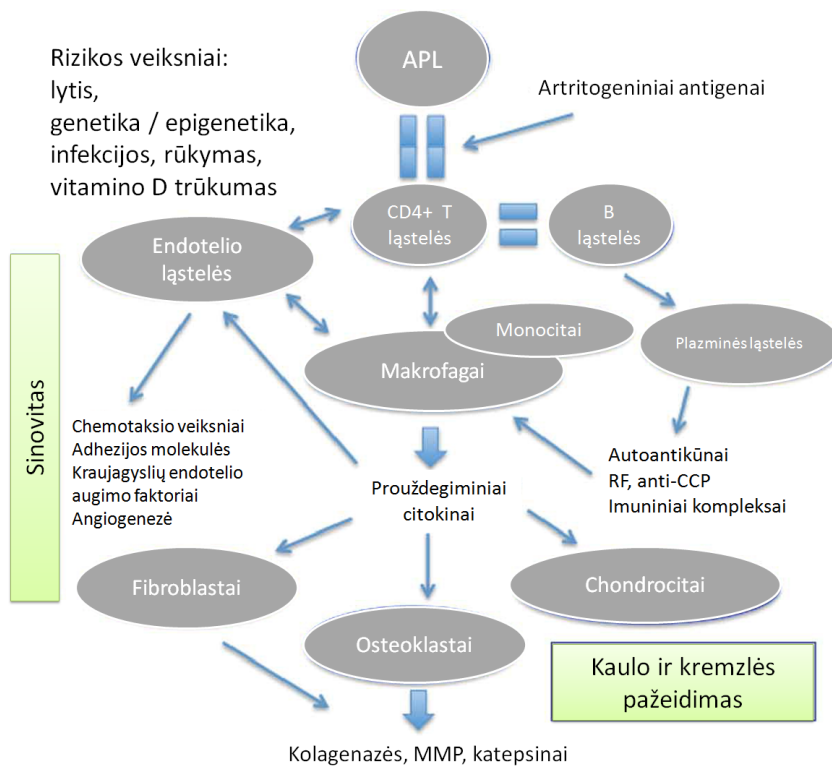 Rizikos veiksniai:
lytis,
genetika / epigenetika,
infekcijos, rūkymas,
vitamino D trūkumas
APL
Artritogeniniai antigenai
CD4+ T
ląstelės
B
ląstelės
Endotelio
ląstelės
Monocitai
Makrofagai
Plazminės ląstelės
Sinovitas
Chemotaksio veiksniai
Adhezijos molekulės
Kraujagyslių endotelio
augimo faktoriai
Angiogenezė
Prouždegiminiai
citokinai
Autoantikūnai
RF, anti-CCP
Imuniniai kompleksai
Fibroblastai
Osteoklastai
Chondrocitai
Kaulo ir kremzlės
pažeidimas
Kolagenazės, MMP, katepsinai